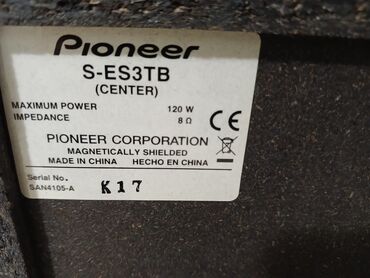 Pioneer
S-ES3TB
(CENTER)
MAXIMUM POWER 120 W
IMPEDANCE 8 Ω
CE
PIONEER CORPORATION
MAGNETICALLY SHIELDED
MADE IN CHINA HECHO EN CHINA
Serial No.
SAN4105-A K17